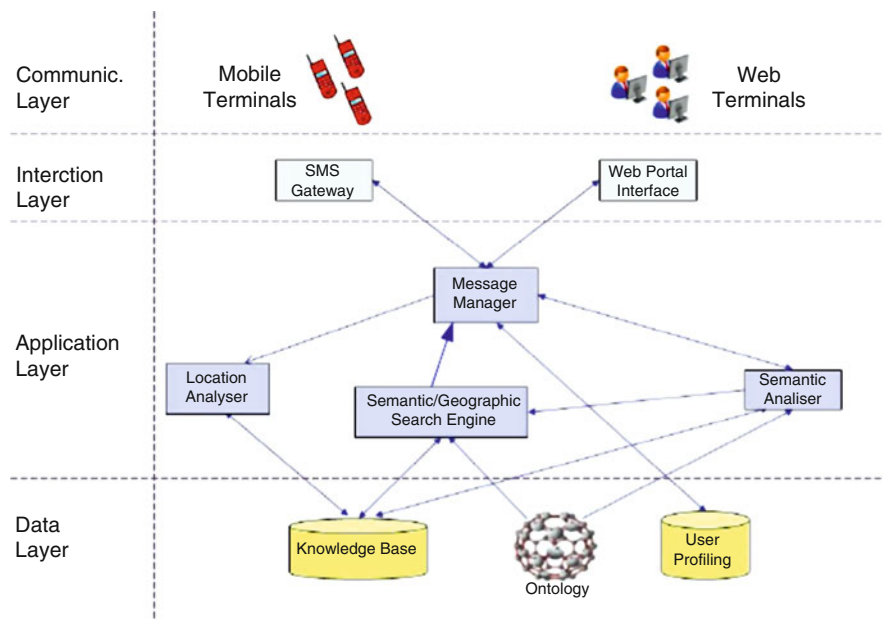 Communic.
Layer
Mobile
Terminals
Web
Terminals
Interction
Layer
SMS
Gateway
Web Portal
Interface
Application
Layer
Message
Manager
Location
Analyser
Semantic/Geographic
Search Engine
Semantic
Analiser
Data
Layer
Knowledge Base
Ontology
User
Profiling